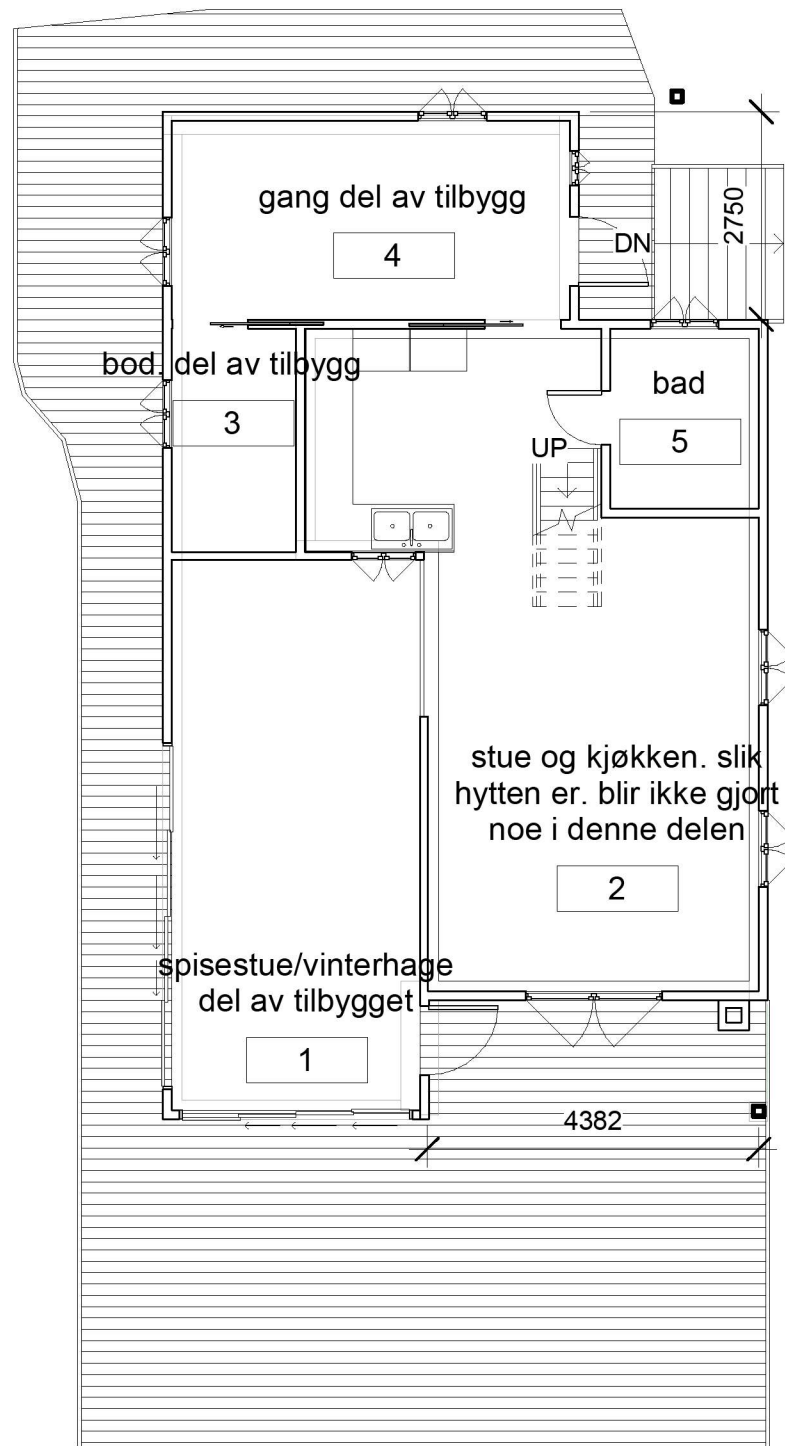 gang del av tilbygg
4
DN
2750
bod. del av tilbygg
3
bad
5
UP
stue og kjøkken. slik
hytten er. blir ikke gjort
noe i denne delen
2
spisestue/vinterhage
del av tilbygget
1
4382